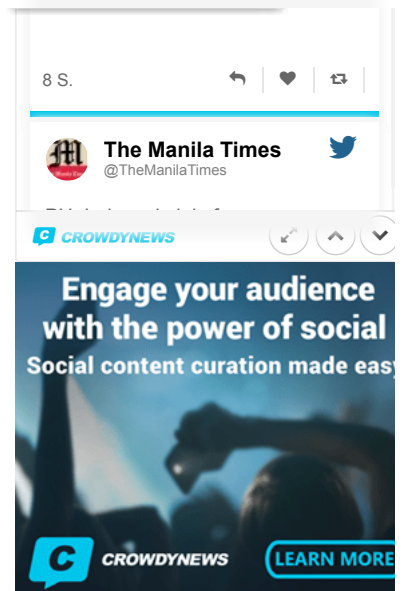 8 S.
The Manila Times
@TheManilaTimes
C CROWDYNEWS
Engage your audience
with the power of social
Social content curation made easy
C CROWDYNEWS
LEARN MORE